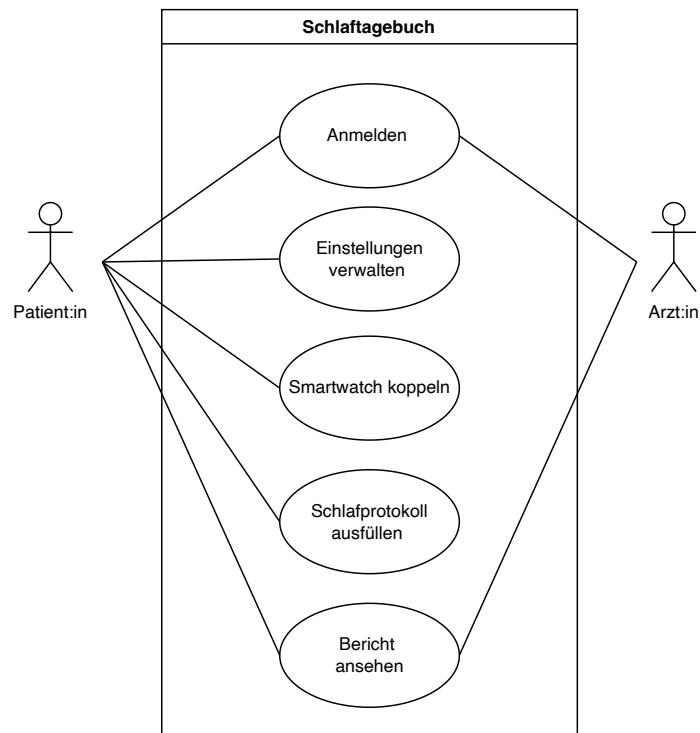 Schlaftagebuch
Anmelden
Einstellungen
verwalten
Patient:in
Arzt:in
Smartwatch koppeln
Schlafprotokoll
ausfüllen
Bericht
ansehen